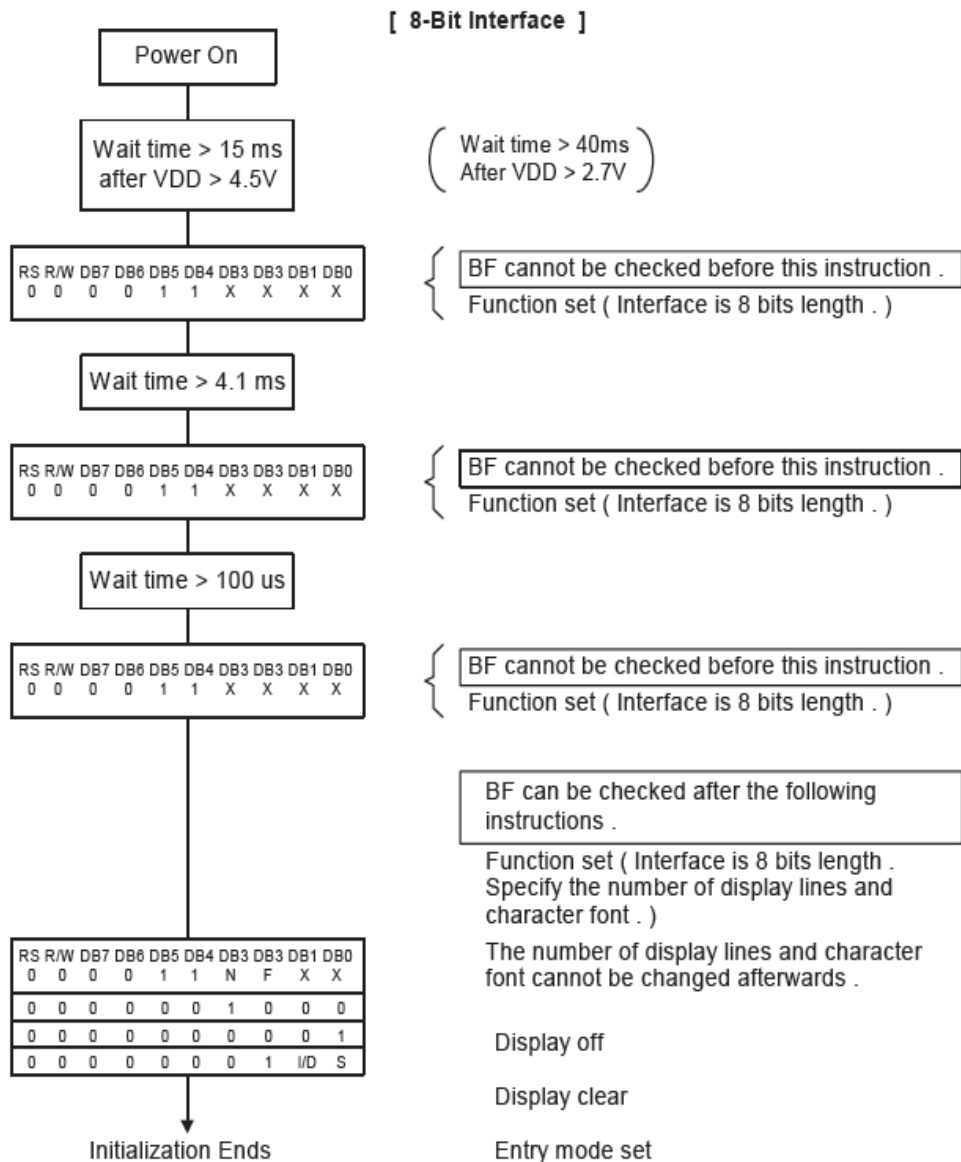 [ 8-Bit Interface ]
Power On
Wait time > 15 ms
after VDD > 4.5V
Wait time > 40ms
After VDD > 2.7V
RS R/W DB7 DB6 DB5 DB4 DB3 DB3 DB1 DB0
0 0 0 0 1 1 X X X X
BF cannot be checked before this instruction .
Function set ( Interface is 8 bits length . )
Wait time > 4.1 ms
RS R/W DB7 DB6 DB5 DB4 DB3 DB3 DB1 DB0
0 0 0 0 1 1 X X X X
BF cannot be checked before this instruction .
Function set ( Interface is 8 bits length . )
Wait time > 100 us
RS R/W DB7 DB6 DB5 DB4 DB3 DB3 DB1 DB0
0 0 0 0 1 1 X X X X
BF cannot be checked before this instruction .
Function set ( Interface is 8 bits length . )
BF can be checked after the following
instructions .
Function set ( Interface is 8 bits length .
Specify the number of display lines and
character font . )
The number of display lines and character
font cannot be changed afterwards .
RS R/W DB7 DB6 DB5 DB4 DB3 DB3 DB1 DB0
0 0 0 0 1 1 N F X X
0 0 0 0 0 0 1 0 0 0
0 0 0 0 0 0 0 0 0 1
0 0 0 0 0 0 0 1 I/D S
Display off
Display clear
Initialization Ends
Entry mode set